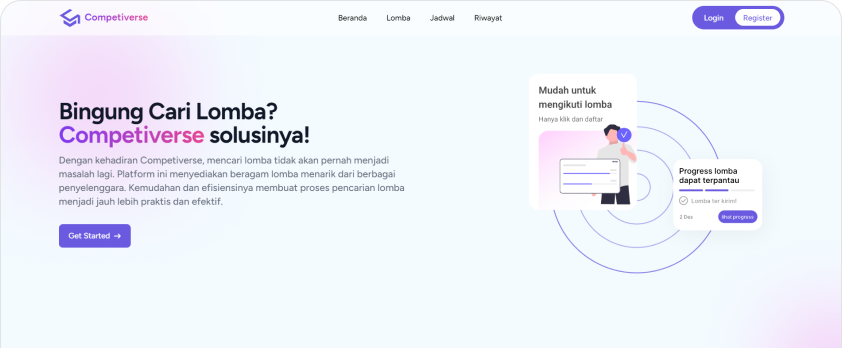 Competiverse
Beranda
Lomba
Jadwal
Riwayat
Login
Register
Bingung Cari Lomba?
Competiverse solusinya!
Dengan kehadiran Competiverse, mencari lomba tidak akan pernah menjadi
masalah lagi. Platform ini menyediakan beragam lomba menarik dari berbagai
penyelenggara. Kemudahan dan efisiensinya membuat proses pencarian lomba
menjadi jauh lebih praktis dan efektif.
Get Started →
Mudah untuk
mengikuti lomba
Hanya klik dan daftar
Progress lomba
dapat terpantau
Lomba ter kirim!
2 Des
lihat progress